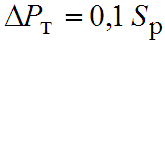 ΔPт = 0,1 Sр